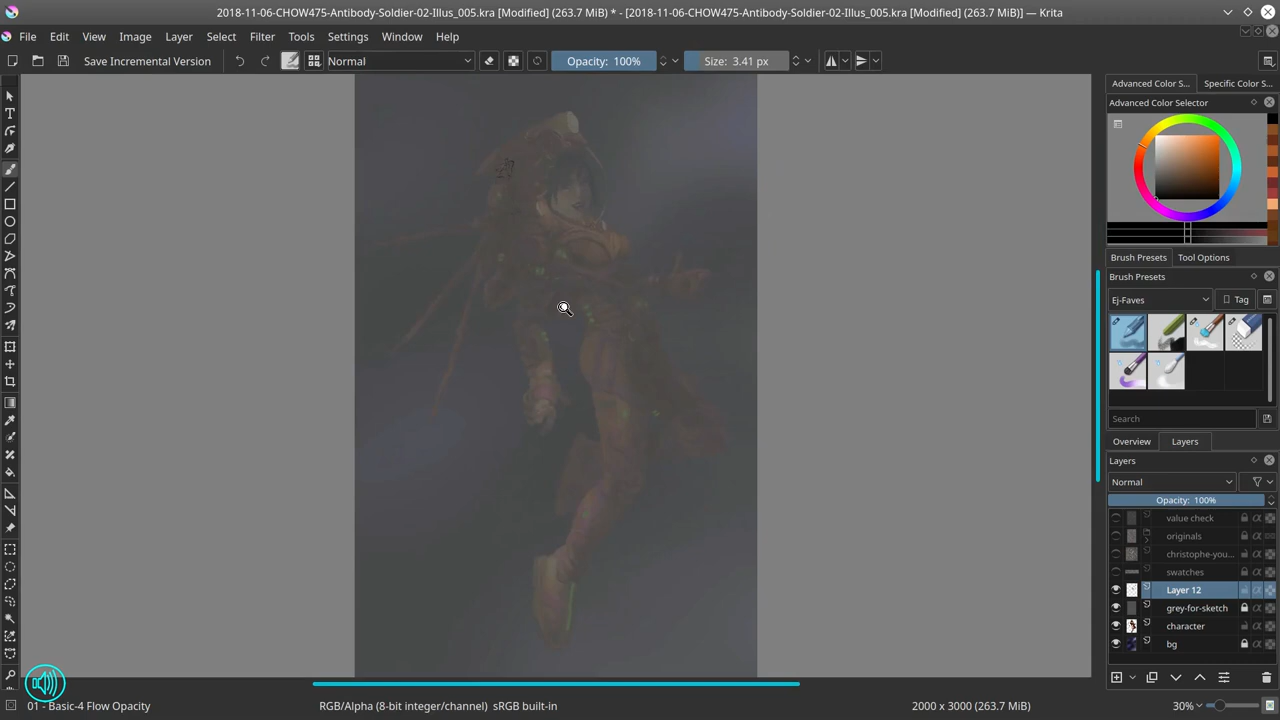 2018-11-06-CHOW475-Antibody-Soldier-02-Illus_005.kra [Modified] (263.7 MiB) * - [2018-11-06-CHOW475-Antibody-Soldier-02-Illus_005.kra [Modified] (263.7 MiB)] — Krita
File Edit View Image Layer Select Filter Tools Settings Window Help
Save Incremental Version Normal Opacity: 100% Size: 3.41 px
Advanced Color S... Specific Color S...
Advanced Color Selector
Brush Presets Tool Options
Brush Presets
Ej-Faves Tag
Search
Overview Layers
Layers
Normal
Opacity: 100%
value check
originals
christophe-you...
swatches
Layer 12
grey-for-sketch
character
bg
01 - Basic-4 Flow Opacity RGB/Alpha (8-bit integer/channel) sRGB built-in 2000 x 3000 (263.7 MiB) 30%